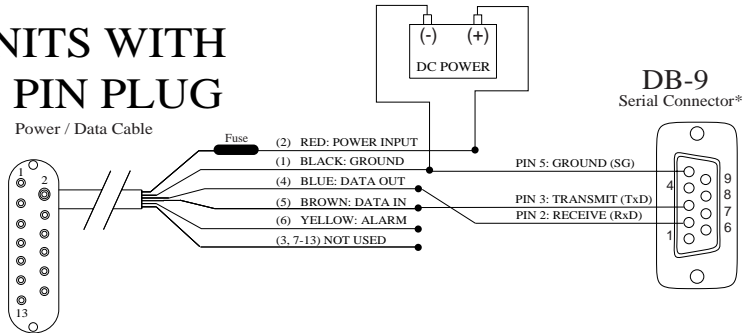 NITS WITH
PIN PLUG
Power / Data Cable
1
2
13
Fuse
(-) (+)
DC POWER
(2) RED: POWER INPUT
(1) BLACK: GROUND
(4) BLUE: DATA OUT
(5) BROWN: DATA IN
(6) YELLOW: ALARM
(3, 7-13) NOT USED
PIN 5: GROUND (SG)
PIN 3: TRANSMIT (TxD)
PIN 2: RECEIVE (RxD)
DB-9
Serial Connector*
4
1
9
8
7
6